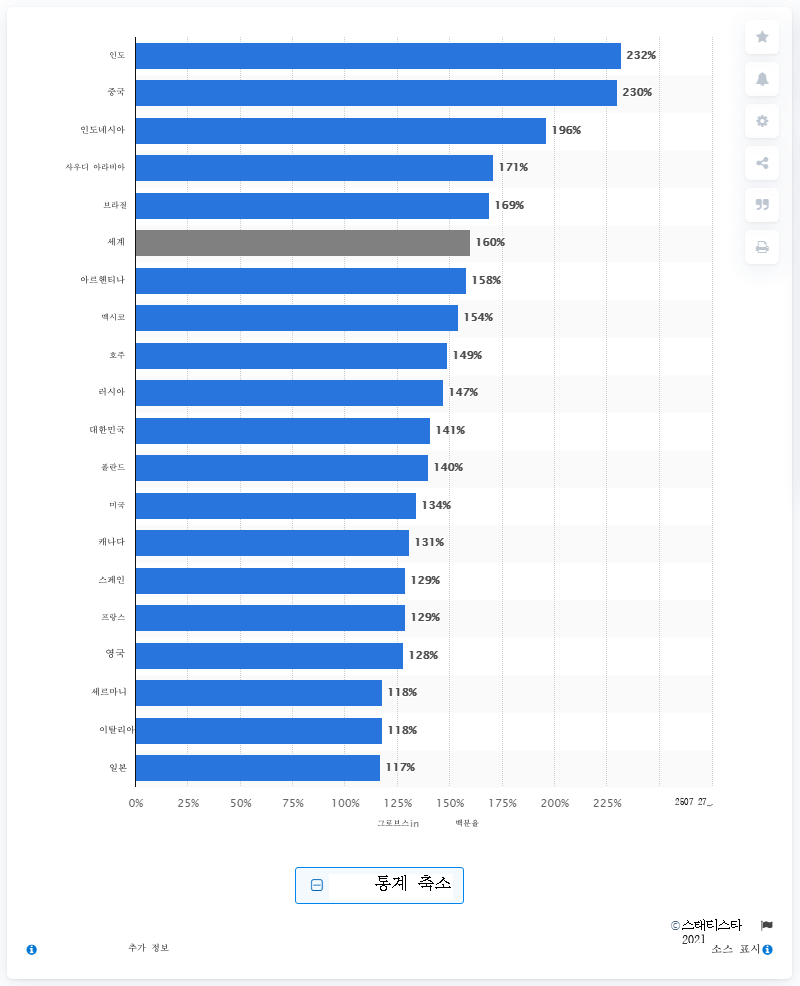 인도 232%
중국 230%
인도네시아 196%
사우디 아라비아 171%
브라질 169%
세계 160%
아르헨티나 158%
멕시코 154%
호주 149%
러시아 147%
대한민국 141%
폴란드 140%
미국 134%
캐나다 131%
스페인 129%
프랑스 129%
영국 128%
세르마니 118%
이탈리아 118%
일본 117%
0% 25% 50% 75% 100% 125% 150% 175% 200% 225%
그로브스in 백분율
통계 축소
©스태티스타
2021
추가 정보
소스 표시